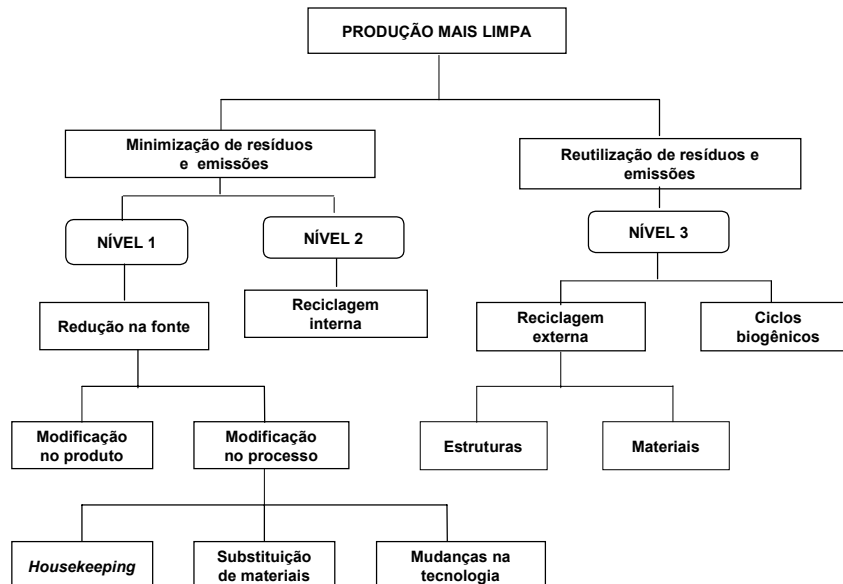 PRODUÇÃO MAIS LIMPA
Minimização de resíduos
e emissões
Reutilização de resíduos e
emissões
NÍVEL 1
NÍVEL 2
NÍVEL 3
Redução na fonte
Reciclagem
interna
Reciclagem
externa
Ciclos
biogênicos
Modificação
no produto
Modificação
no processo
Estruturas
Materiais
Housekeeping
Substituição
de materiais
Mudanças na
tecnologia